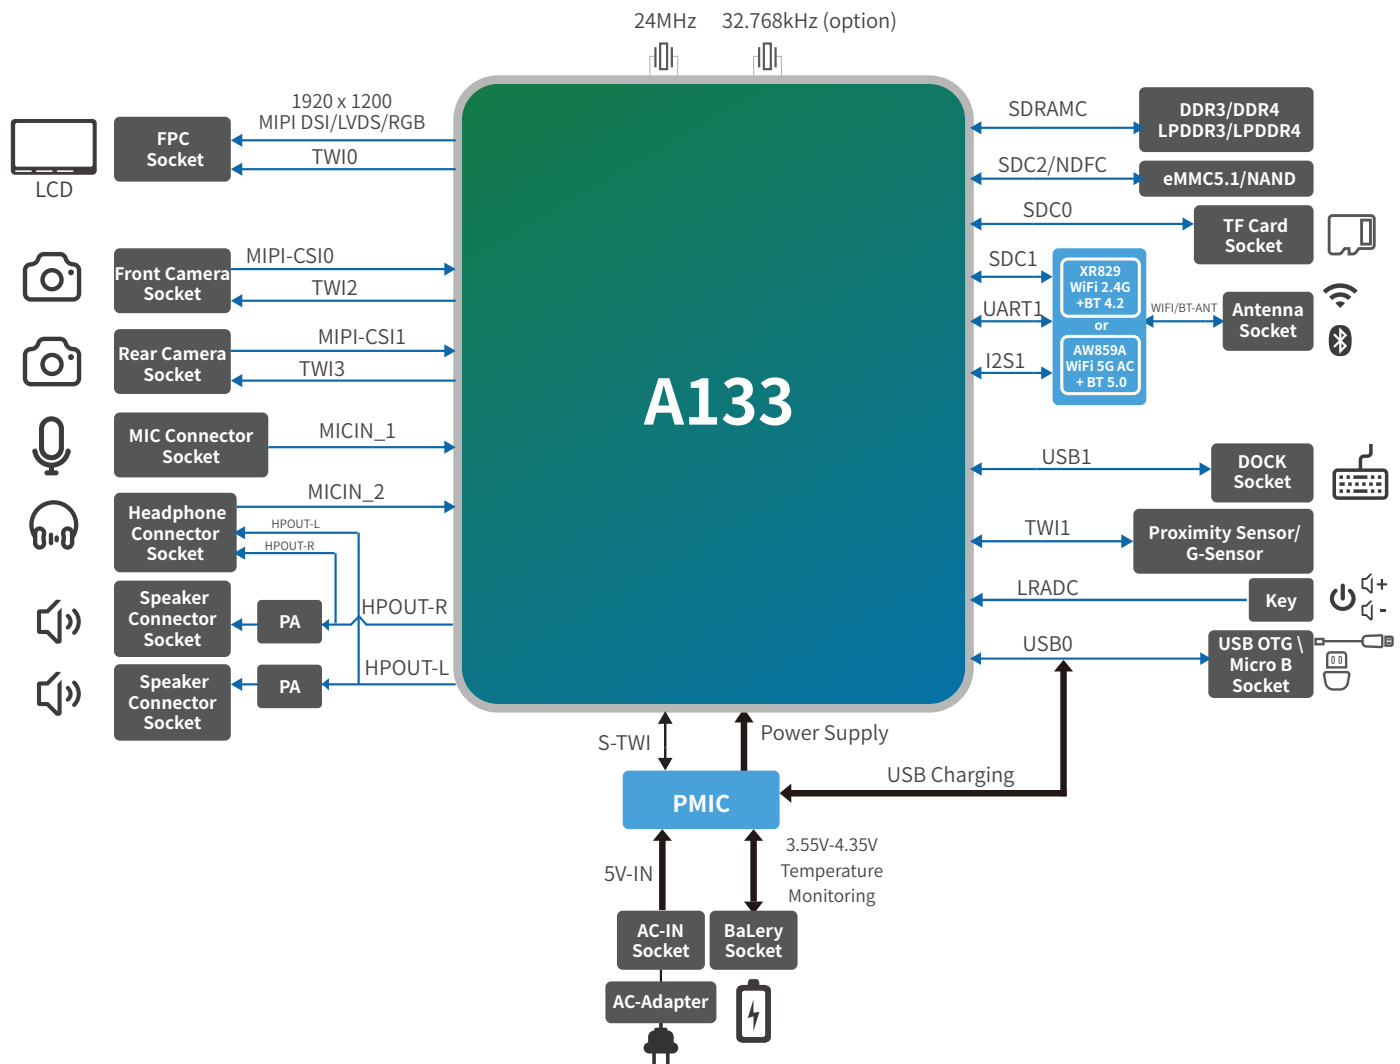 24MHz
32.768kHz (option)
1920 x 1200
MIPI DSI/LVDS/RGB
FPC
Socket
TWI0
LCD
MIPI-CSI0
Front Camera
Socket
TWI2
MIPI-CSI1
Rear Camera
Socket
TWI3
MIC Connector
Socket
MICIN_1
MICIN_2
Headphone
Connector
Socket
HPOUT-L
HPOUT-R
Speaker
Connector
Socket
PA
HPOUT-R
Speaker
Connector
Socket
PA
HPOUT-L
A133
SDRAMC
DDR3/DDR4
LPDDR3/LPDDR4
SDC2/NDFC
eMMC5.1/NAND
SDC0
TF Card
Socket
SDC1
UART1
I2S1
XR829
WiFi 2.4G
+BT 4.2
or
AW859A
WiFi 5G AC
+ BT 5.0
WIFI/BT-ANT
Antenna
Socket
USB1
DOCK
Socket
TWI1
Proximity Sensor/
G-Sensor
LRADC
Key
+
-
USB0
USB OTG \
Micro B
Socket
S-TWI
Power Supply
USB Charging
PMIC
5V-IN
3.55V-4.35V
Temperature
Monitoring
AC-IN
Socket
BaLery
Socket
AC-Adapter